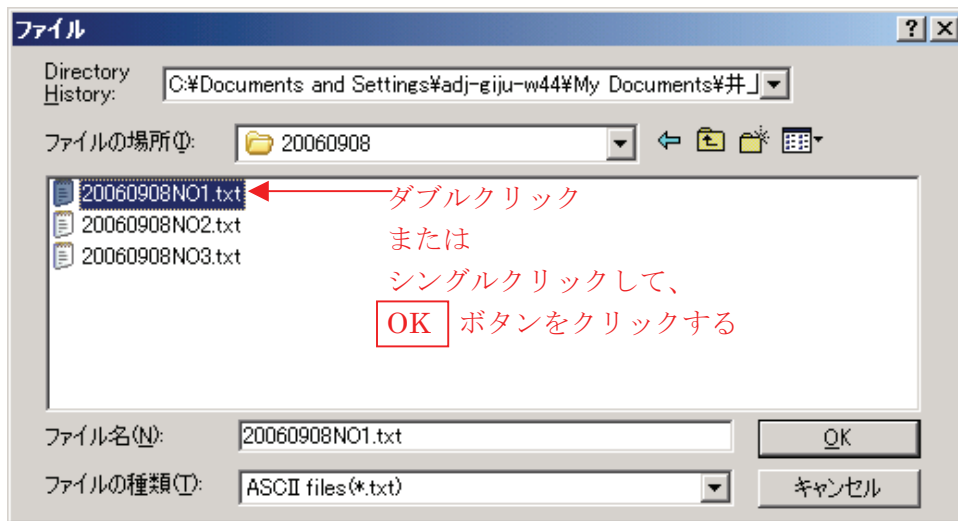 ファイル
Directory
History:
C:¥Documents and Settings¥adj-giju-w44¥My Documents¥井
ファイルの場所(I):
20060908
20060908NO1.txt
20060908NO2.txt
20060908NO3.txt
ダブルクリック
または
シングルクリックして、
OK ボタンをクリックする
ファイル名(N):
20060908NO1.txt
OK
ファイルの種類(T):
ASCII files(*.txt)
キャンセル